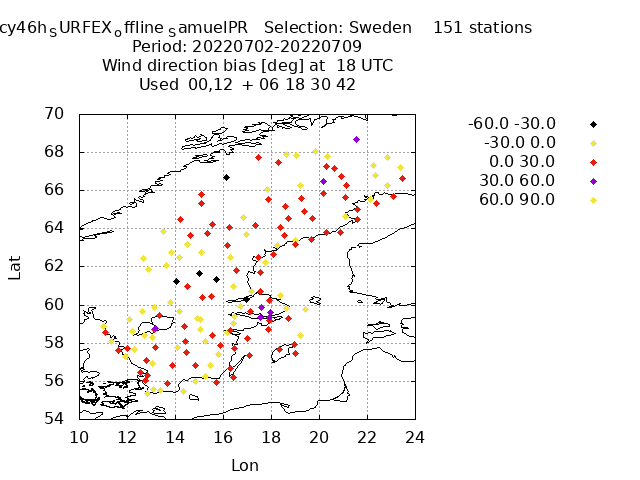 cy46hSURFEXoffline SamuelPR Selection: Sweden 151 stations
Period: 20220702-20220709
Wind direction bias [deg] at 18 UTC
Used 00,12 + 06 18 30 42
-60.0 -30.0
-30.0 0.0
0.0 30.0
30.0 60.0
60.0 90.0
70
68
66
64
62
60
58
56
54
Lat
10 12 14 16 18 20 22 24
Lon